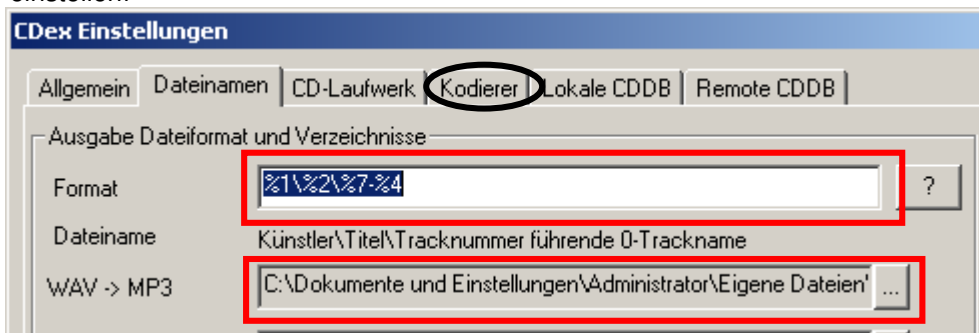 CDex Einstellungen
Allgemein Dateinamen CD-Laufwerk Kodierer Lokale CDDB Remote CDDB
Ausgabe Dateiformat und Verzeichnisse
Format %1\%2\%7-%4 ?
Dateiname Künstler\Titel\Tracknummer führende 0-Trackname
WAV -> MP3 C:\Dokumente und Einstellungen\Administrator\Eigene Dateien' ...